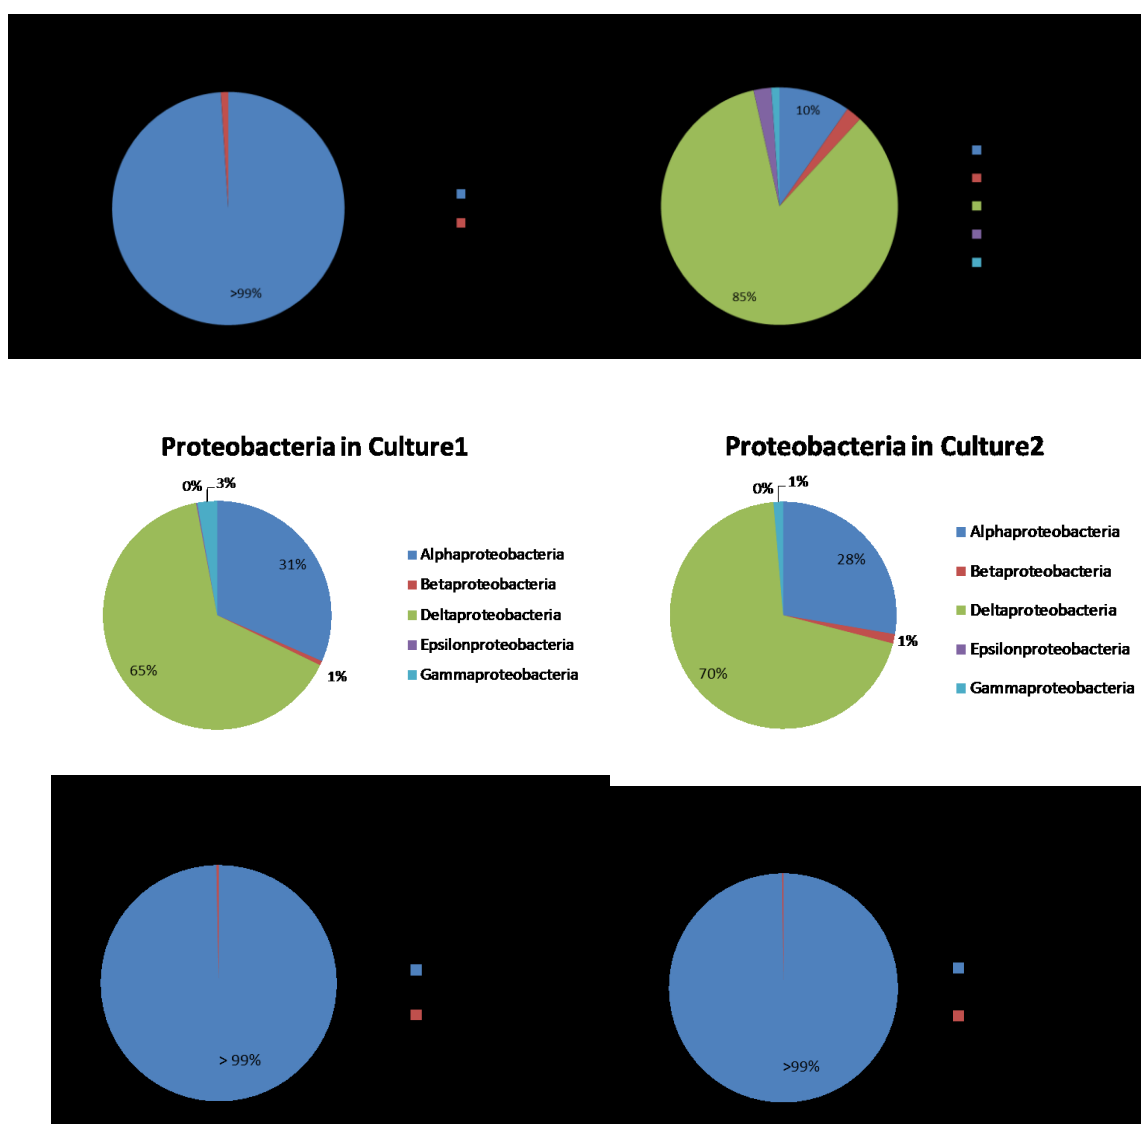 10%
>99%
85%
Proteobacteria in Culture1
0%
3%
31%
65%
1%
Alphaproteobacteria
Betaproteobacteria
Deltaproteobacteria
Epsilonproteobacteria
Gammaproteobacteria
Proteobacteria in Culture2
0%
1%
28%
1%
70%
Alphaproteobacteria
Betaproteobacteria
Deltaproteobacteria
Epsilonproteobacteria
Gammaproteobacteria
> 99%
>99%